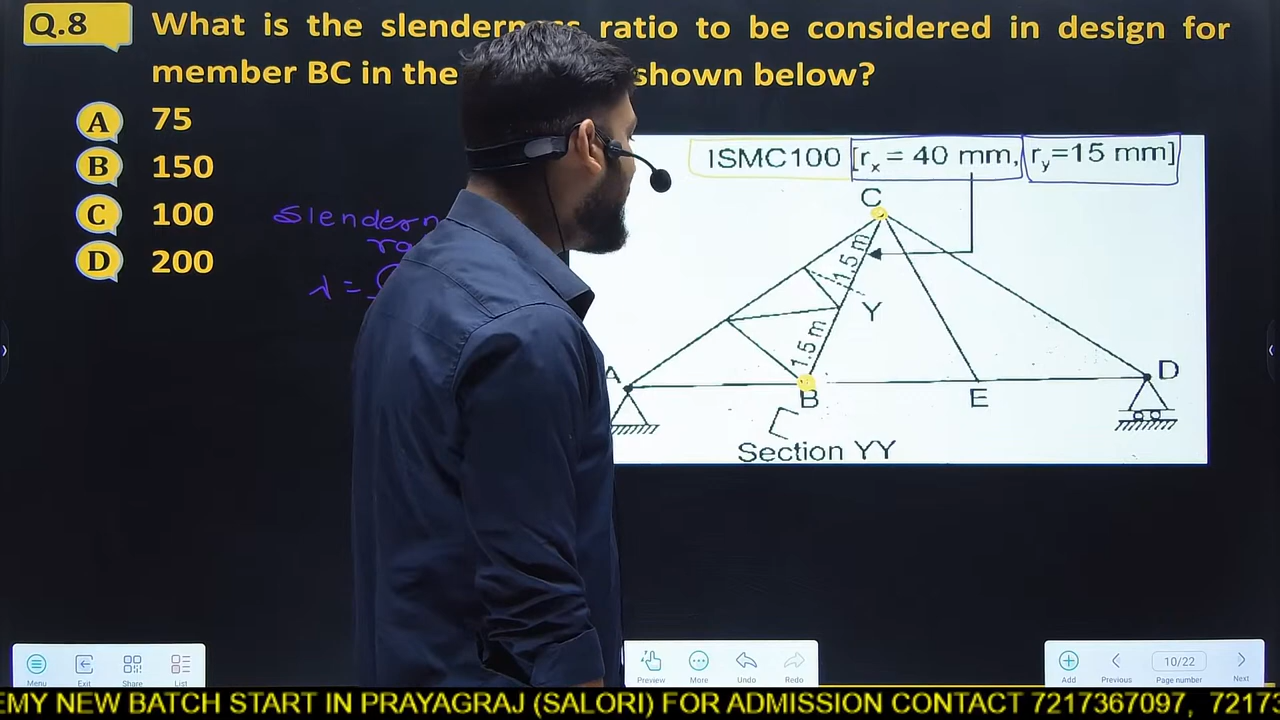 Q.8 What is the ratio to be considered in design for
member BC in the shown below?
A 75
B 150
C 100
D 200
λ =
ISMC100 [rx = 40 mm, ry=15 mm]
C
1.5 m
Y
1.5 m
A
B
E
D
Section YY
Menu
Exit
Share
List
Preview
More
Undo
Redo
Add
Previous
10/22
Page number
Next
NEW BATCH START IN PRAYAGRAJ (SALORI) FOR ADMISSION CONTACT 7217367097,